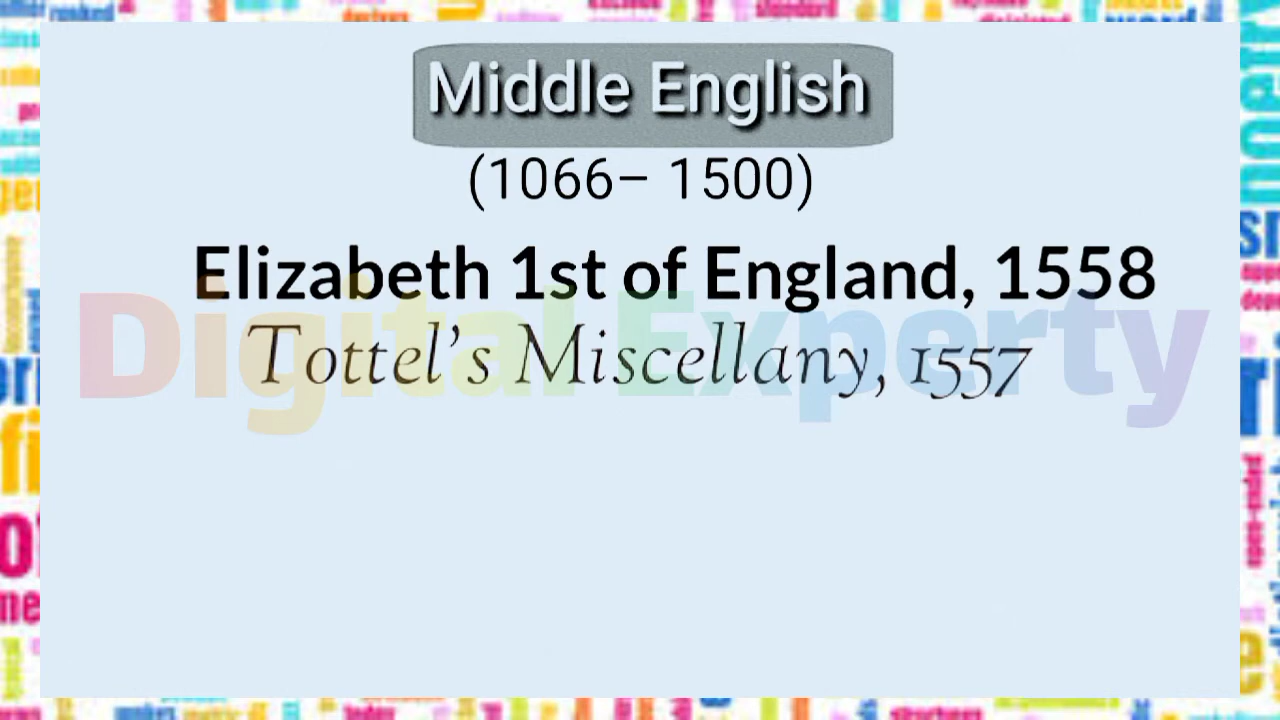 Middle English
(1066– 1500)
Elizabeth 1st of England, 1558
Digital Experty
Tottel's Miscellany, 1557